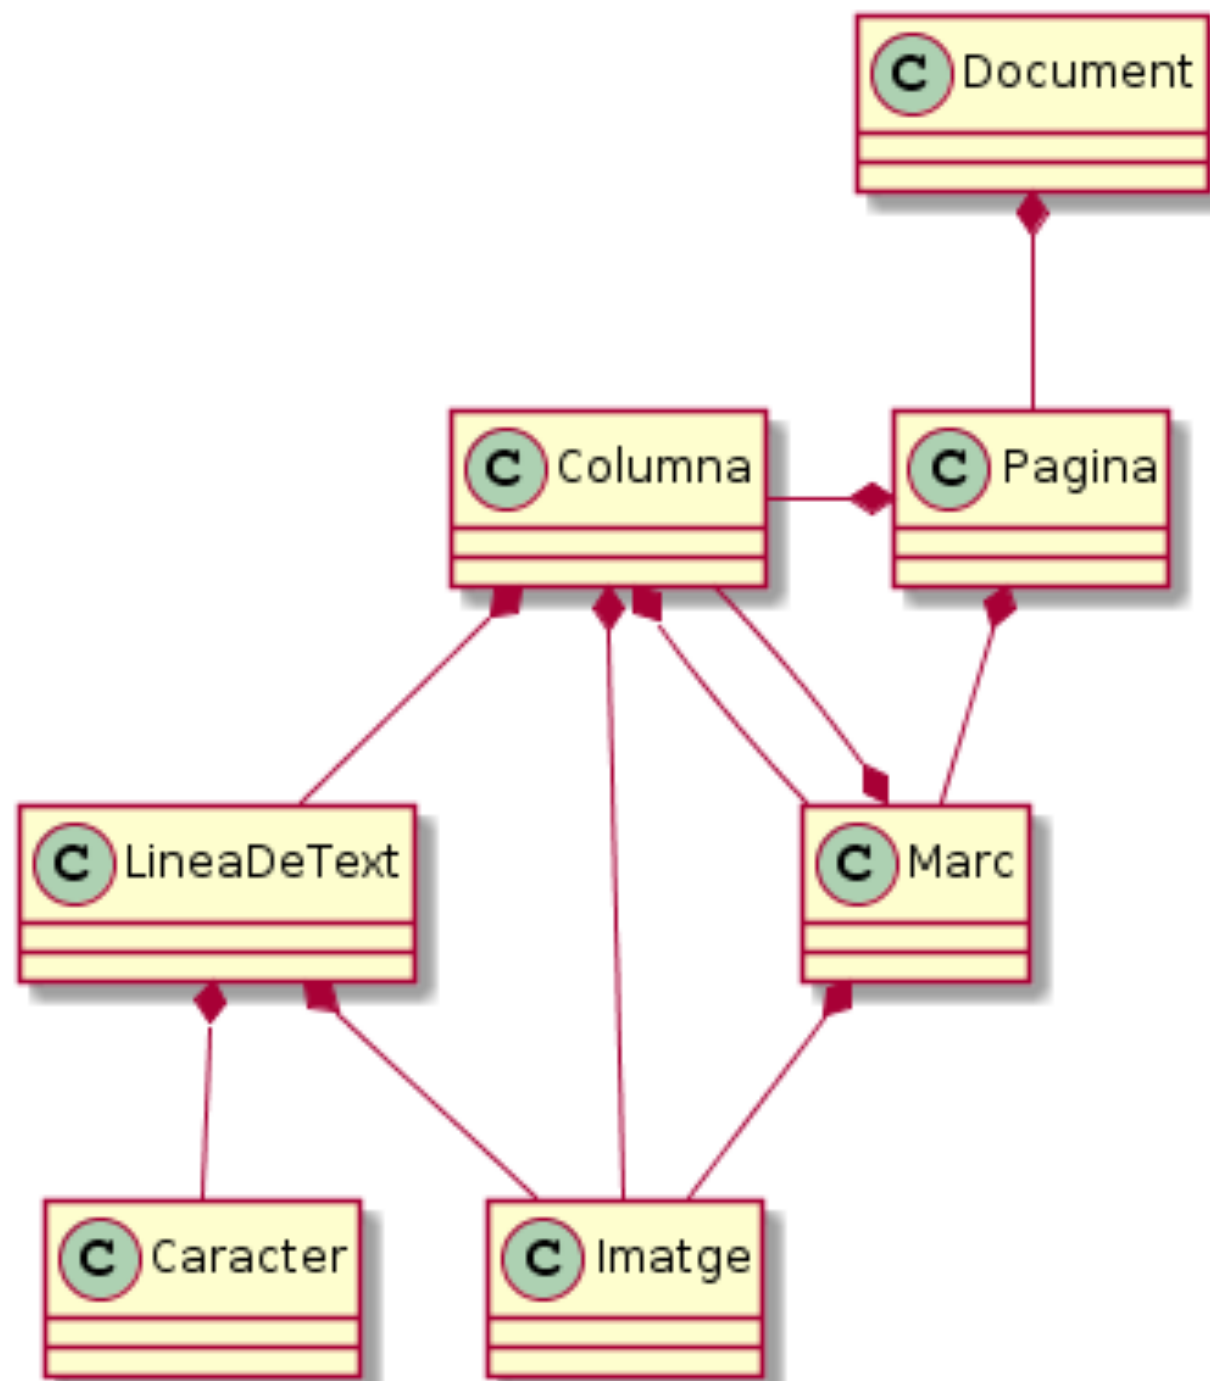 C Document
C Columna
C Pagina
C LineaDeText
C Marc
C Caracter
C Imatge